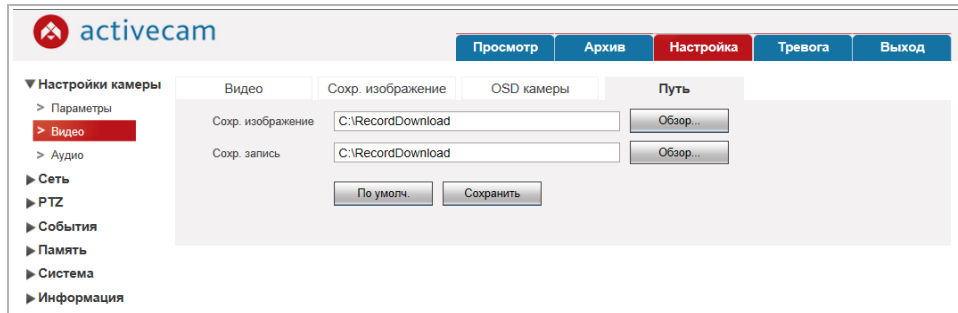 activecam
Просмотр Архив Настройка Тревога Выход
Настройки камеры
> Параметры
> Видео
> Аудио
Сеть
PTZ
События
Память
Система
Информация
Видео Сохр. изображение OSD камеры Путь
Сохр. изображение C:\RecordDownload Обзор...
Сохр. запись C:\RecordDownload Обзор...
По умолч. Сохранить